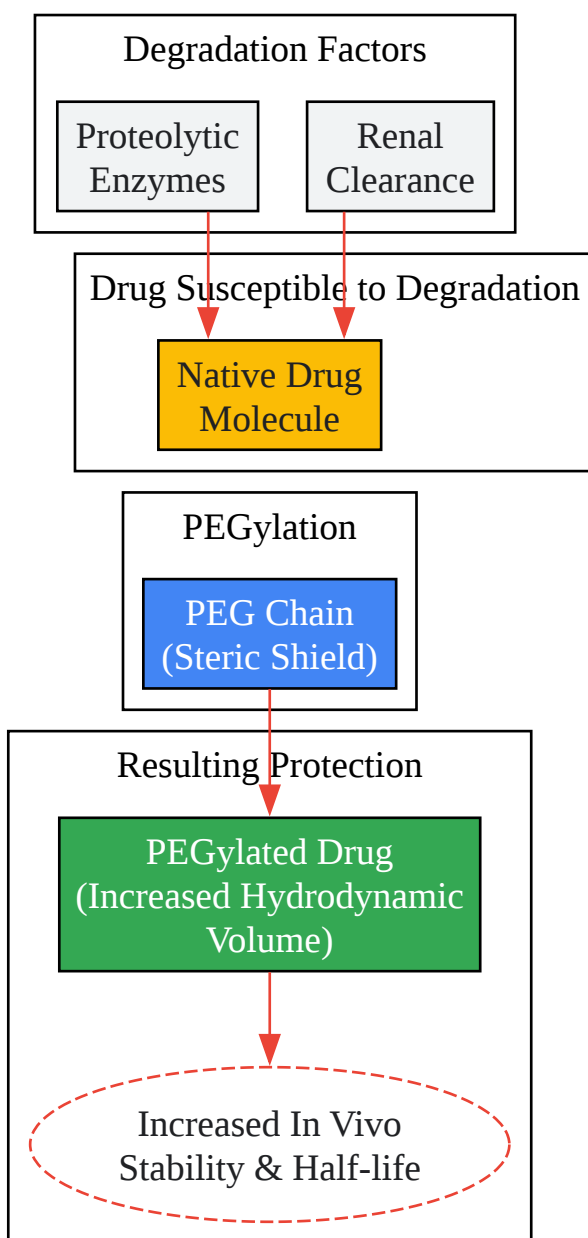 Degradation Factors
Proteolytic
Enzymes
Renal
Clearance
Drug Susceptible to Degradation
Native Drug
Molecule
PEGylation
PEG Chain
(Steric Shield)
Resulting Protection
PEGylated Drug
(Increased Hydrodynamic
Volume)
Increased In Vivo
Stability & Half-life